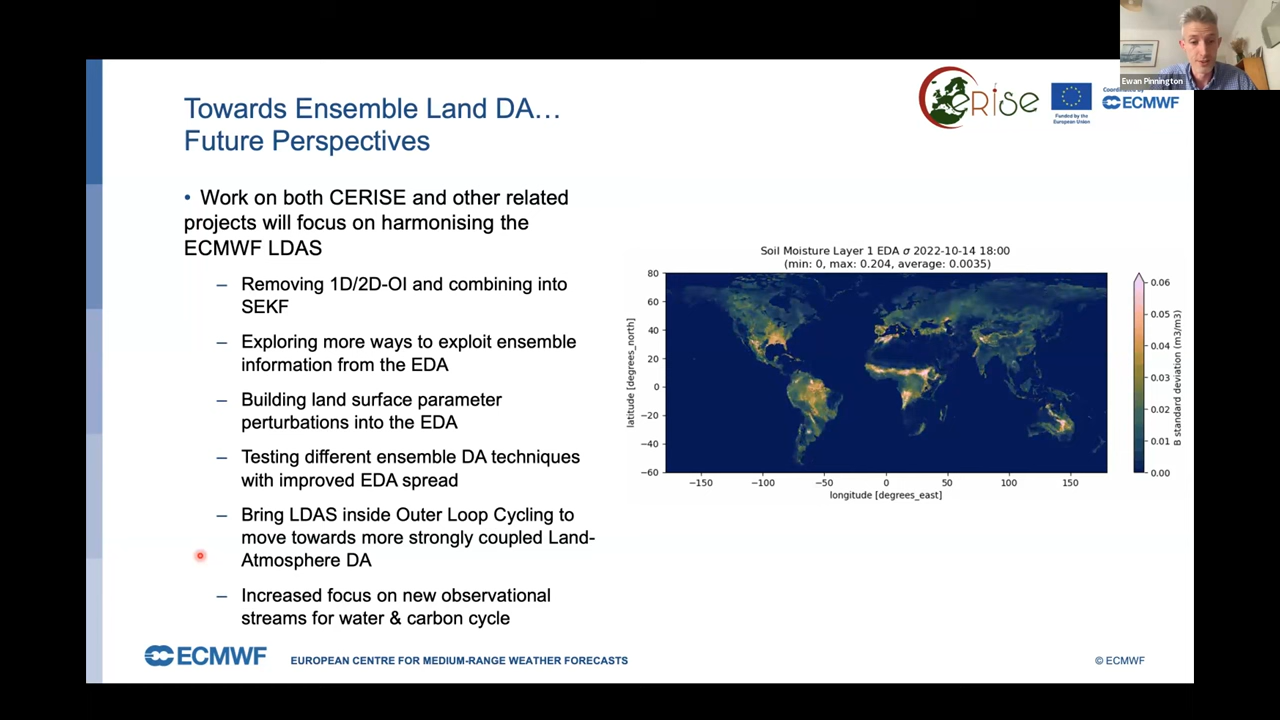 Ewan Pinnington
Towards Ensemble Land DA…
Future Perspectives
CERISE
Funded by the
European Union
Coordinated by
ECMWF
• Work on both CERISE and other related
projects will focus on harmonising the
ECMWF LDAS
– Removing 1D/2D-OI and combining into
SEKF
– Exploring more ways to exploit ensemble
information from the EDA
– Building land surface parameter
perturbations into the EDA
– Testing different ensemble DA techniques
with improved EDA spread
– Bring LDAS inside Outer Loop Cycling to
move towards more strongly coupled Land-
Atmosphere DA
– Increased focus on new observational
streams for water & carbon cycle
Soil Moisture Layer 1 EDA σ 2022-10-14 18:00
(min: 0, max: 0.204, average: 0.0035)
latitude [degrees_north]
80
60
40
20
0
−20
−40
−60
−150 −100 −50 0 50 100 150
longitude [degrees_east]
0.06
0.05
0.04
0.03
0.02
0.01
0.00
B standard deviation (m3/m3)
ECMWF
EUROPEAN CENTRE FOR MEDIUM-RANGE WEATHER FORECASTS
© ECMWF